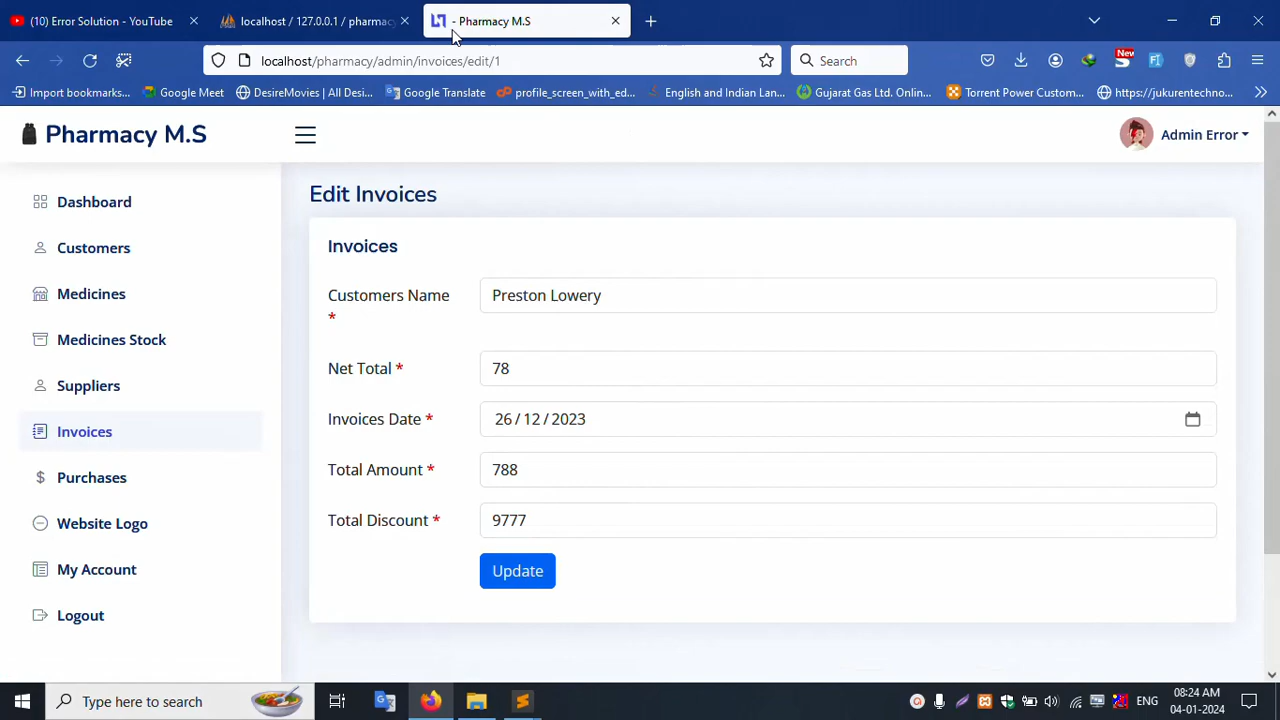 (10) Error Solution - YouTube
localhost / 127.0.0.1 / pharmacy
- Pharmacy M.S
localhost/pharmacy/admin/invoices/edit/1
Search
New
Import bookmarks...
Google Meet
DesireMovies | All Desi...
Google Translate
profile_screen_with_ed...
English and Indian Lan...
Gujarat Gas Ltd. Online...
Torrent Power Custom...
https://jukurentechno...
Pharmacy M.S
Admin Error
Dashboard
Customers
Medicines
Medicines Stock
Suppliers
Invoices
Purchases
Website Logo
My Account
Logout
Edit Invoices
Invoices
Customers Name
*
Preston Lowery
Net Total *
78
Invoices Date *
26/12/2023
Total Amount *
788
Total Discount *
9777
Update
Type here to search
ENG
08:24 AM
04-01-2024